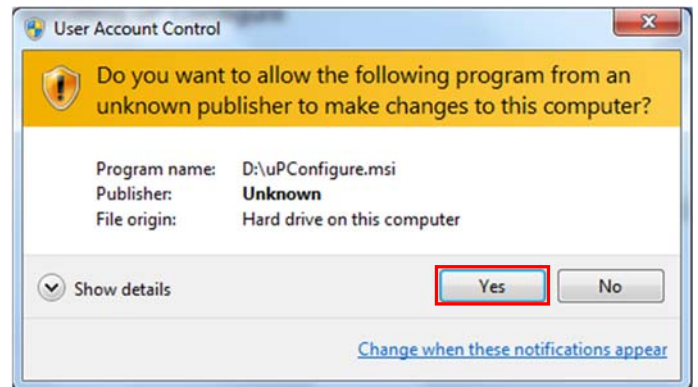 User Account Control
Do you want to allow the following program from an
unknown publisher to make changes to this computer?
Program name: D:\uPConfigure.msi
Publisher: Unknown
File origin: Hard drive on this computer
Show details
Yes No
Change when these notifications appear